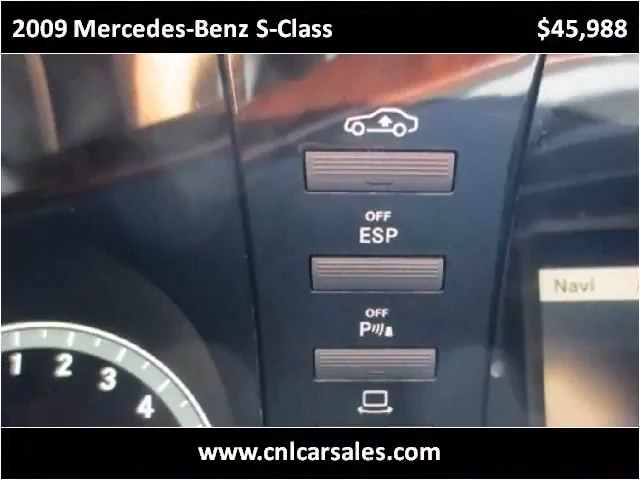 2009 Mercedes-Benz S-Class $45,988
OFF
ESP
OFF
P
Navi
1 2 3 4
www.cnlcarsales.com